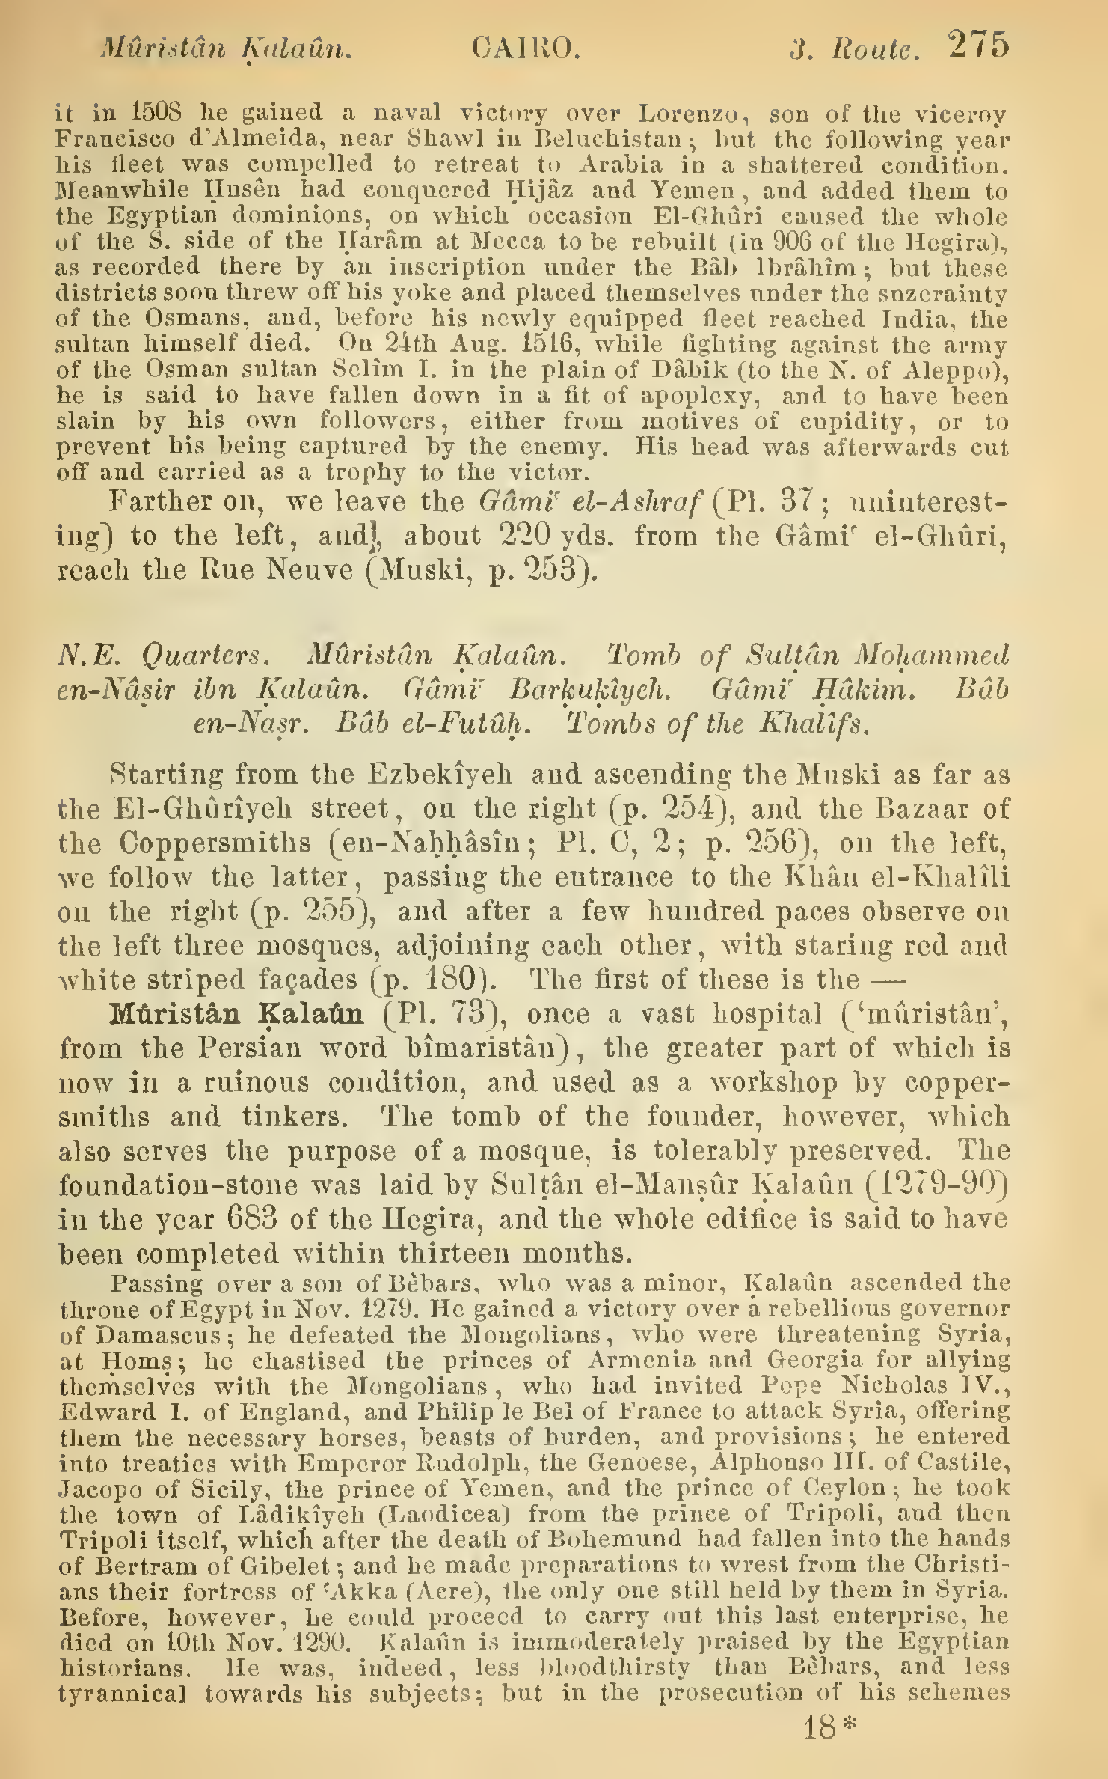 Mûristân Ḳalaûn. CAIRO. 3. Route. 275
it in 1508 he gained a naval victory over Lorenzo, son of the viceroy
Francisco d'Almeida, near Shawl in Beluchistan; but the following year
his fleet was compelled to retreat to Arabia in a shattered condition.
Meanwhile Ḥusên had conquered Ḥijâz and Yemen, and added them to
the Egyptian dominions, on which occasion El-Ghûri caused the whole
of the S. side of the Ḥarâm at Mecca to be rebuilt (in 906 of the Hegira),
as recorded there by an inscription under the Bâb Ibrâhîm; but these
districts soon threw off his yoke and placed themselves under the suzerainty
of the Osmans, and, before his newly equipped fleet reached India, the
sultan himself died. On 24th Aug. 1516, while fighting against the army
of the Osman sultan Selîm I. in the plain of Dâbik (to the N. of Aleppo),
he is said to have fallen down in a fit of apoplexy, and to have been
slain by his own followers, either from motives of cupidity, or to
prevent his being captured by the enemy. His head was afterwards cut
off and carried as a trophy to the victor.
Farther on, we leave the Gâmiʿ el-Ashraf (Pl. 37; uninterest-
ing) to the left, and], about 220 yds. from the Gâmiʿ el-Ghûri,
reach the Rue Neuve (Muski, p. 253).
N.E. Quarters. Mûristân Ḳalaûn. Tomb of Sulṭân Moḥammed
en-Nâṣir ibn Ḳalaûn. Gâmiʿ Barḳuḳîyeh. Gâmiʿ Ḥâkim. Bâb
en-Naṣr. Bâb el-Futûḥ. Tombs of the Khalîfs.
Starting from the Ezbekîyeh and ascending the Muski as far as
the El-Ghûrîyeh street, on the right (p. 254), and the Bazaar of
the Coppersmiths (en-Naḥḥâsîn; Pl. C, 2; p. 256), on the left,
we follow the latter, passing the entrance to the Khân el-Khalîli
on the right (p. 255), and after a few hundred paces observe on
the left three mosques, adjoining each other, with staring red and
white striped façades (p. 180). The first of these is the —
Mûristân Ḳalaûn (Pl. 73), once a vast hospital ('mûristân',
from the Persian word bîmaristân), the greater part of which is
now in a ruinous condition, and used as a workshop by copper-
smiths and tinkers. The tomb of the founder, however, which
also serves the purpose of a mosque, is tolerably preserved. The
foundation-stone was laid by Sulṭân el-Manṣûr Ḳalaûn (1279-90)
in the year 683 of the Hegira, and the whole edifice is said to have
been completed within thirteen months.
Passing over a son of Bêbars, who was a minor, Ḳalaûn ascended the
throne of Egypt in Nov. 1279. He gained a victory over a rebellious governor
of Damascus; he defeated the Mongolians, who were threatening Syria,
at Ḥomṣ; he chastised the princes of Armenia and Georgia for allying
themselves with the Mongolians, who had invited Pope Nicholas IV.,
Edward I. of England, and Philip le Bel of France to attack Syria, offering
them the necessary horses, beasts of burden, and provisions; he entered
into treaties with Emperor Rudolph, the Genoese, Alphonso III. of Castile,
Jacopo of Sicily, the prince of Yemen, and the prince of Ceylon; he took
the town of Lâdikîyeh (Laodicea) from the prince of Tripoli, and then
Tripoli itself, which after the death of Bohemund had fallen into the hands
of Bertram of Gibelet; and he made preparations to wrest from the Christi-
ans their fortress of ʿAkka (Acre), the only one still held by them in Syria.
Before, however, he could proceed to carry out this last enterprise, he
died on 10th Nov. 1290. Ḳalaûn is immoderately praised by the Egyptian
historians. He was, indeed, less bloodthirsty than Bêbars, and less
tyrannical towards his subjects; but in the prosecution of his schemes
18*